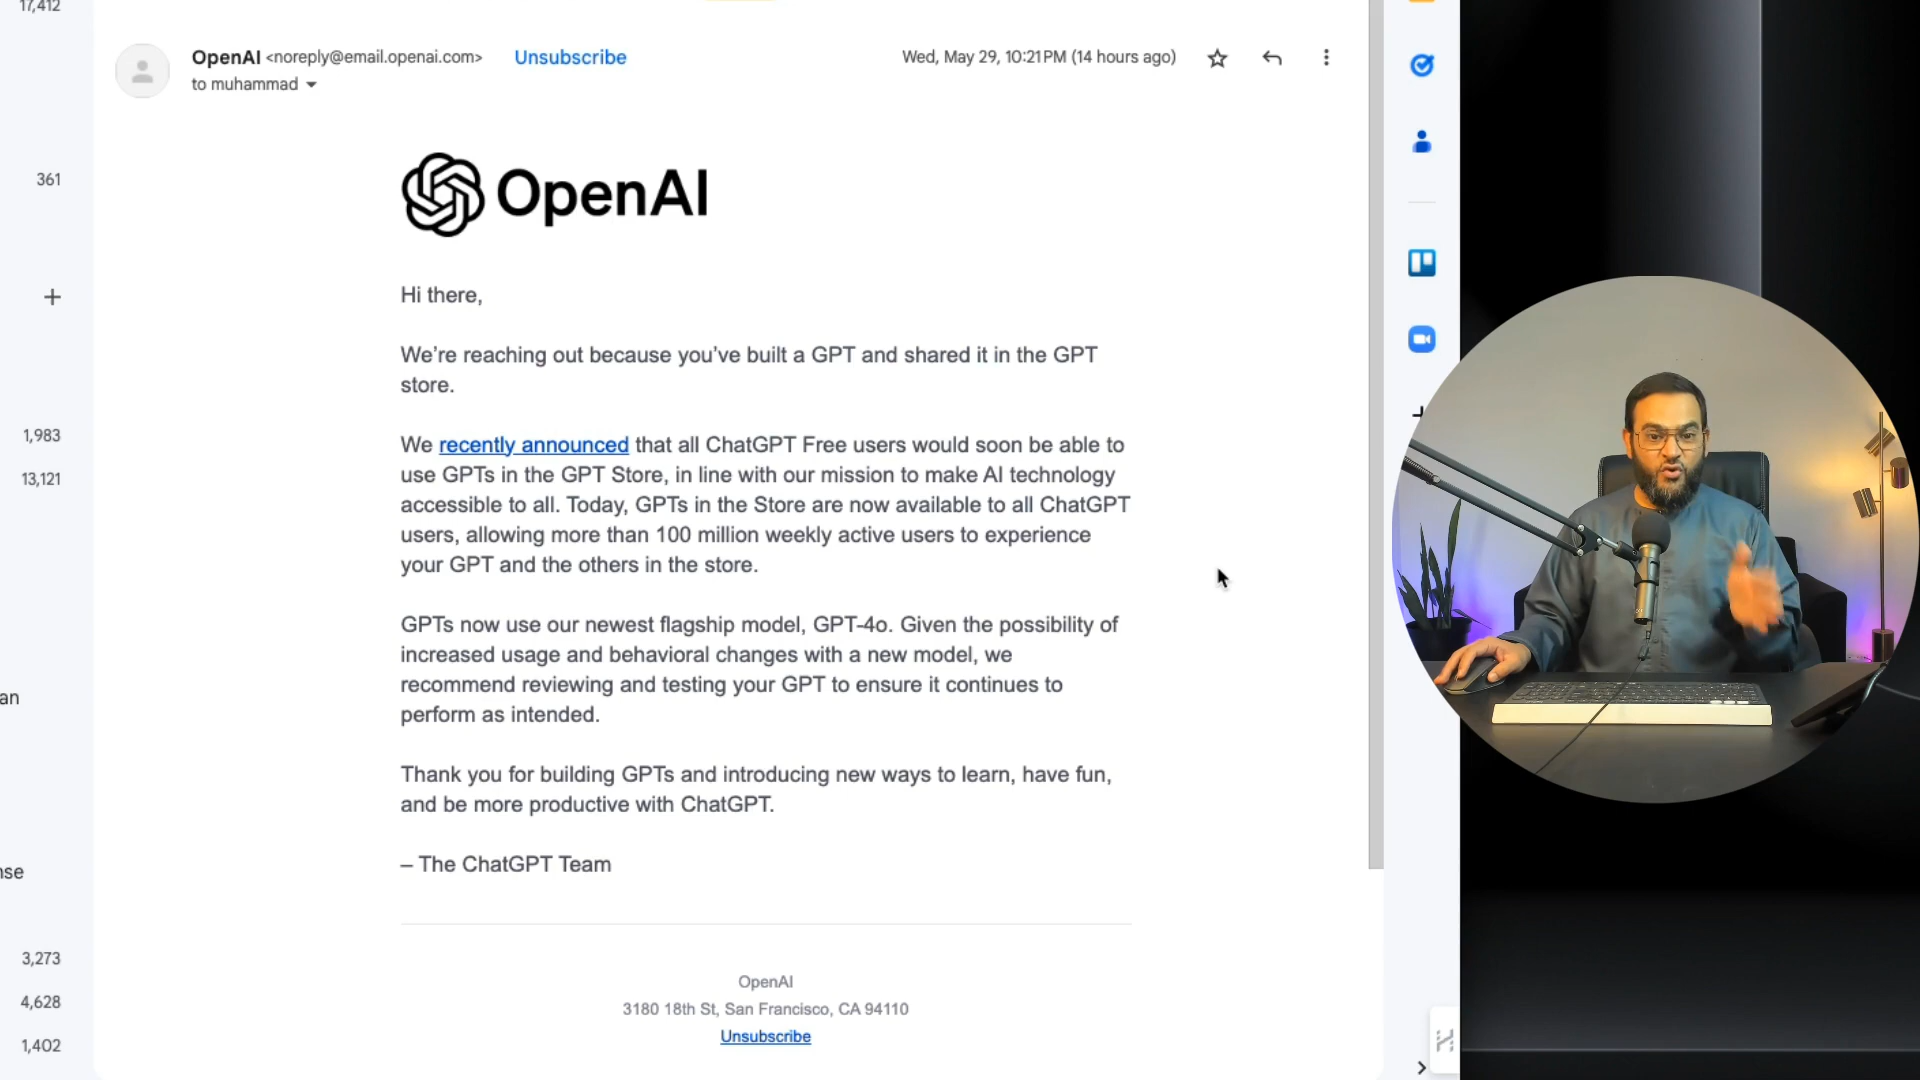 17,412
OpenAI <noreply@email.openai.com> Unsubscribe Wed, May 29, 10:21 PM (14 hours ago)
to muhammad
361
OpenAI
Hi there,
We're reaching out because you've built a GPT and shared it in the GPT
store.
We recently announced that all ChatGPT Free users would soon be able to
use GPTs in the GPT Store, in line with our mission to make AI technology
accessible to all. Today, GPTs in the Store are now available to all ChatGPT
users, allowing more than 100 million weekly active users to experience
your GPT and the others in the store.
1,983
13,121
GPTs now use our newest flagship model, GPT-4o. Given the possibility of
increased usage and behavioral changes with a new model, we
recommend reviewing and testing your GPT to ensure it continues to
perform as intended.
an
Thank you for building GPTs and introducing new ways to learn, have fun,
and be more productive with ChatGPT.
– The ChatGPT Team
nse
3,273
4,628
1,402
OpenAI
3180 18th St, San Francisco, CA 94110
Unsubscribe